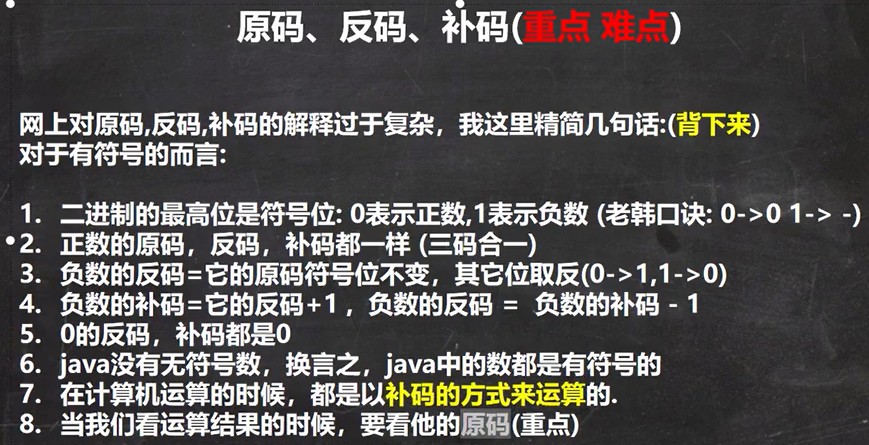 原码、反码、补码(重点 难点)
网上对原码,反码,补码的解释过于复杂，我这里精简几句话:(背下来)
对于有符号的而言:
1. 二进制的最高位是符号位: 0表示正数,1表示负数 (老韩口诀: 0->0 1-> -)
2. 正数的原码，反码，补码都一样 (三码合一)
3. 负数的反码=它的原码符号位不变，其它位取反(0->1,1->0)
4. 负数的补码=它的反码+1 ，负数的反码 = 负数的补码 - 1
5. 0的反码，补码都是0
6. java没有无符号数，换言之，java中的数都是有符号的
7. 在计算机运算的时候，都是以补码的方式来运算的.
8. 当我们看运算结果的时候，要看他的原码(重点)